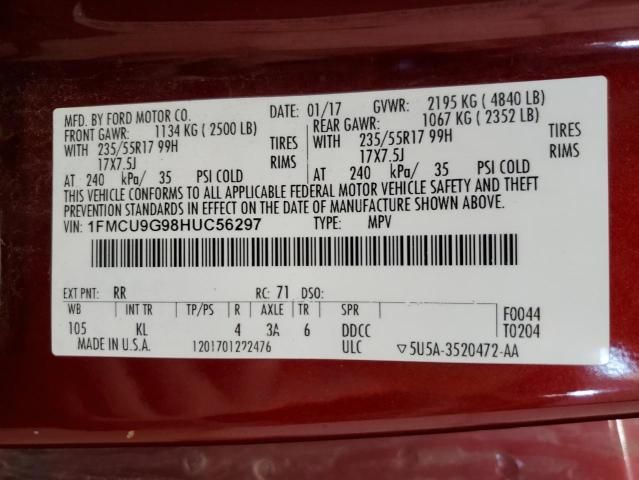 MFD. BY FORD MOTOR CO. DATE: 01/17 GVWR: 2195 KG ( 4840 LB)
FRONT GAWR: 1134 KG ( 2500 LB) REAR GAWR: 1067 KG ( 2352 LB)
WITH 235/55R17 99H TIRES WITH 235/55R17 99H TIRES
17X7.5J RIMS 17X7.5J RIMS
AT 240 kPa/ 35 PSI COLD AT 240 kPa/ 35 PSI COLD
THIS VEHICLE CONFORMS TO ALL APPLICABLE FEDERAL MOTOR VEHICLE SAFETY AND THEFT
PREVENTION STANDARDS IN EFFECT ON THE DATE OF MANUFACTURE SHOWN ABOVE.
VIN: 1FMCU9G98HUC56297 TYPE: MPV
EXT PNT: RR RC: 71 DSO:
WB INT TR TP/PS R AXLE TR SPR F0044
105 KL 4 3A 6 DDCC T0204
MADE IN U.S.A. 1201701292476 ULC ▽5U5A-3520472-AA